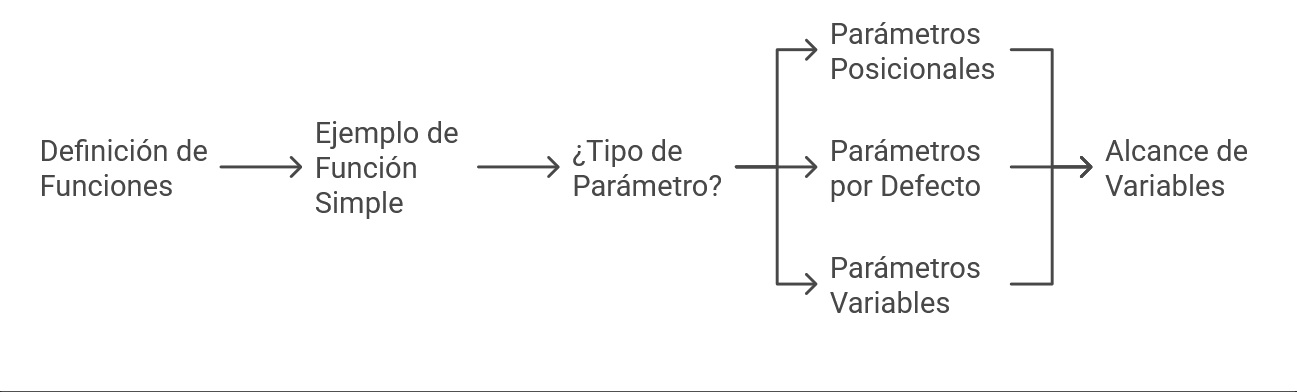 Definición de
Funciones
Ejemplo de
Función
Simple
¿Tipo de
Parámetro?
Parámetros
Posicionales
Parámetros
por Defecto
Parámetros
Variables
Alcance de
Variables